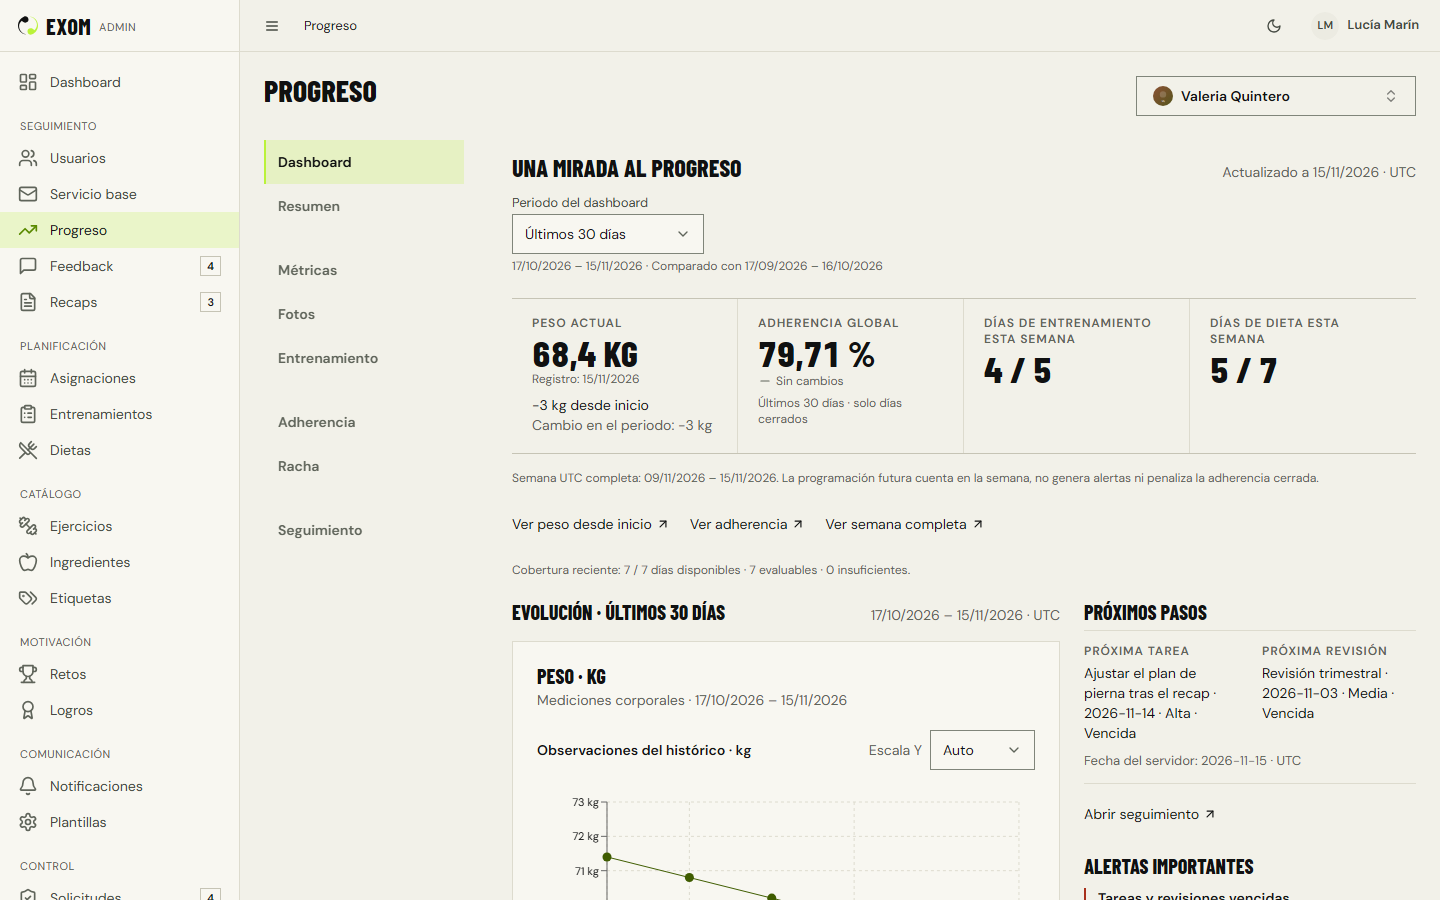 EXOM ADMIN
Dashboard
SEGUIMIENTO
Usuarios
Servicio base
Progreso
Feedback 4
Recaps 3
PLANIFICACIÓN
Asignaciones
Entrenamientos
Dietas
CATÁLOGO
Ejercicios
Ingredientes
Etiquetas
MOTIVACIÓN
Retos
Logros
COMUNICACIÓN
Notificaciones
Plantillas
CONTROL
Solicitudes 4
Progreso
LM Lucía Marín
PROGRESO
Valeria Quintero
Dashboard
Resumen
Métricas
Fotos
Entrenamiento
Adherencia
Racha
Seguimiento
UNA MIRADA AL PROGRESO
Actualizado a 15/11/2026 · UTC
Periodo del dashboard
Últimos 30 días
17/10/2026 – 15/11/2026 · Comparado con 17/09/2026 – 16/10/2026
PESO ACTUAL
68,4 KG
Registro: 15/11/2026
-3 kg desde inicio
Cambio en el periodo: -3 kg
ADHERENCIA GLOBAL
79,71 %
— Sin cambios
Últimos 30 días · solo días
cerrados
DÍAS DE ENTRENAMIENTO
ESTA SEMANA
4 / 5
DÍAS DE DIETA ESTA
SEMANA
5 / 7
Semana UTC completa: 09/11/2026 – 15/11/2026. La programación futura cuenta en la semana, no genera alertas ni penaliza la adherencia cerrada.
Ver peso desde inicio
Ver adherencia
Ver semana completa
Cobertura reciente: 7 / 7 días disponibles · 7 evaluables · 0 insuficientes.
EVOLUCIÓN · ÚLTIMOS 30 DÍAS
17/10/2026 – 15/11/2026 · UTC
PESO · KG
Mediciones corporales · 17/10/2026 – 15/11/2026
Observaciones del histórico · kg
Escala Y
Auto
73 kg
72 kg
71 kg
PRÓXIMOS PASOS
PRÓXIMA TAREA
Ajustar el plan de
pierna tras el recap ·
2026-11-14 · Alta ·
Vencida
PRÓXIMA REVISIÓN
Revisión trimestral ·
2026-11-03 · Media ·
Vencida
Fecha del servidor: 2026-11-15 · UTC
Abrir seguimiento
ALERTAS IMPORTANTES
Tareas y revisiones vencidas